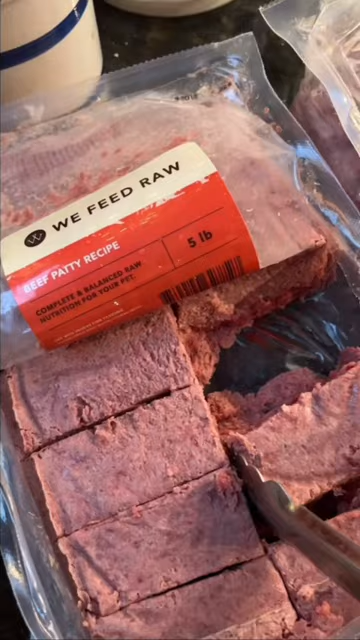 WE FEED RAW
BEEF PATTY RECIPE
5 lb
COMPLETE & BALANCED RAW
NUTRITION FOR YOUR PET.